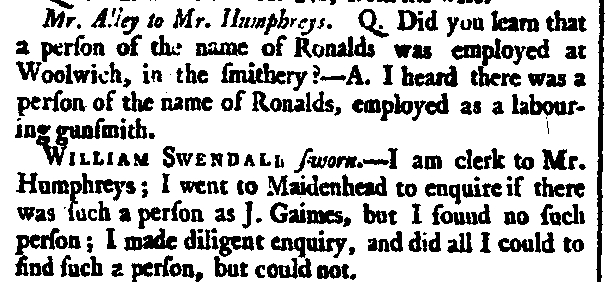 Mr. Alley to Mr. Humphreys. Q. Did you learn that
a perſon of the name of Ronalds was employed at
Woolwich, in the ſmithery?—A. I heard there was a
perſon of the name of Ronalds, employed as a labour-
ing gunſmith.
WILLIAM SWENDALL ſworn.—I am clerk to Mr.
Humphreys; I went to Maidenhead to enquire if there
was ſuch a perſon as J. Gaimes, but I found no ſuch
perſon; I made diligent enquiry, and did all I could to
find ſuch a perſon, but could not.